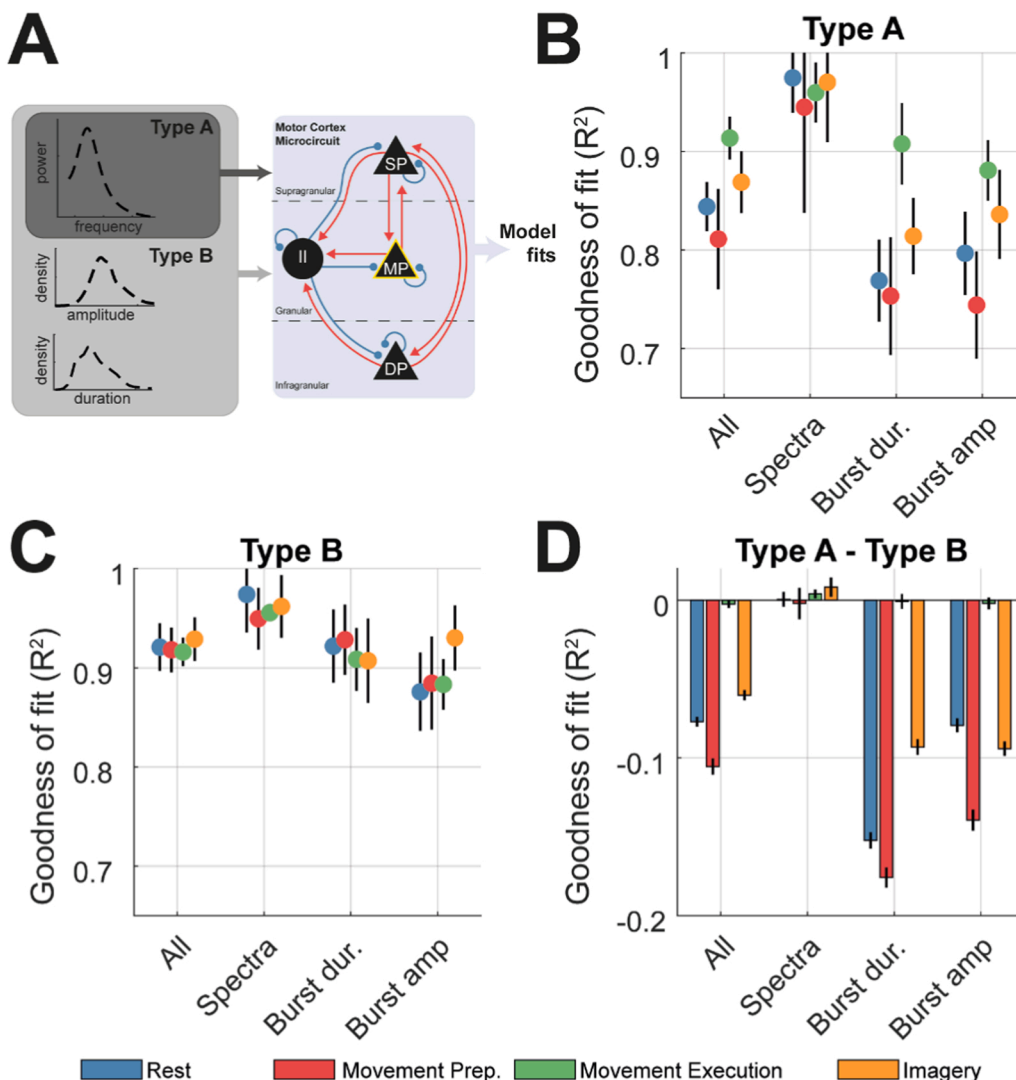 A
Type A
power
frequency
Type B
density
amplitude
density
duration
Motor Cortex
Microcircuit
SP
Supragranular
II
MP
Granular
DP
Infragranular
Model
fits
B
Type A
Goodness of fit (R²)
1
0.9
0.8
0.7
All
Spectra
Burst dur.
Burst amp
C
Type B
Goodness of fit (R²)
1
0.9
0.8
0.7
All
Spectra
Burst dur.
Burst amp
D
Type A - Type B
Goodness of fit (R²)
0
-0.1
-0.2
All
Spectra
Burst dur.
Burst amp
Rest
Movement Prep.
Movement Execution
Imagery